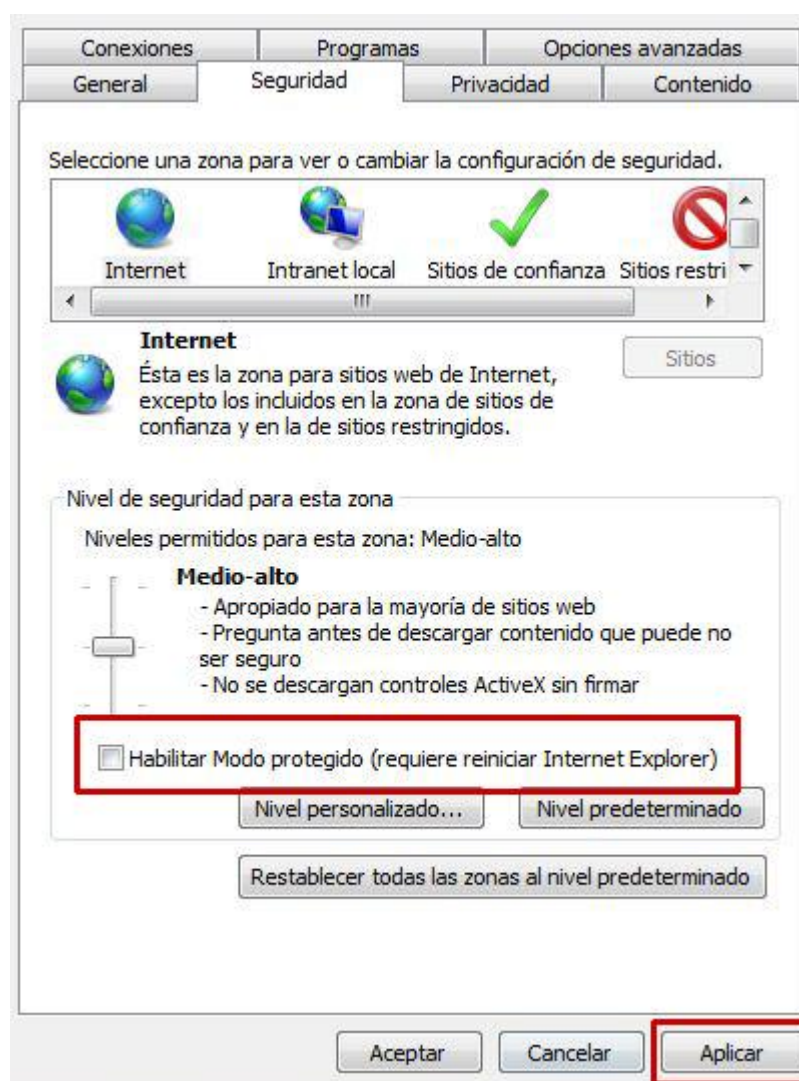 Conexiones Programas Opciones avanzadas
General Seguridad Privacidad Contenido
Seleccione una zona para ver o cambiar la configuración de seguridad.
Internet Intranet local Sitios de confianza Sitios restri
Internet
Sitios
Ésta es la zona para sitios web de Internet,
excepto los incluidos en la zona de sitios de
confianza y en la de sitios restringidos.
Nivel de seguridad para esta zona
Niveles permitidos para esta zona: Medio-alto
Medio-alto
- Apropiado para la mayoría de sitios web
- Pregunta antes de descargar contenido que puede no
ser seguro
- No se descargan controles ActiveX sin firmar
Habilitar Modo protegido (requiere reiniciar Internet Explorer)
Nivel personalizado... Nivel predeterminado
Restablecer todas las zonas al nivel predeterminado
Aceptar Cancelar Aplicar